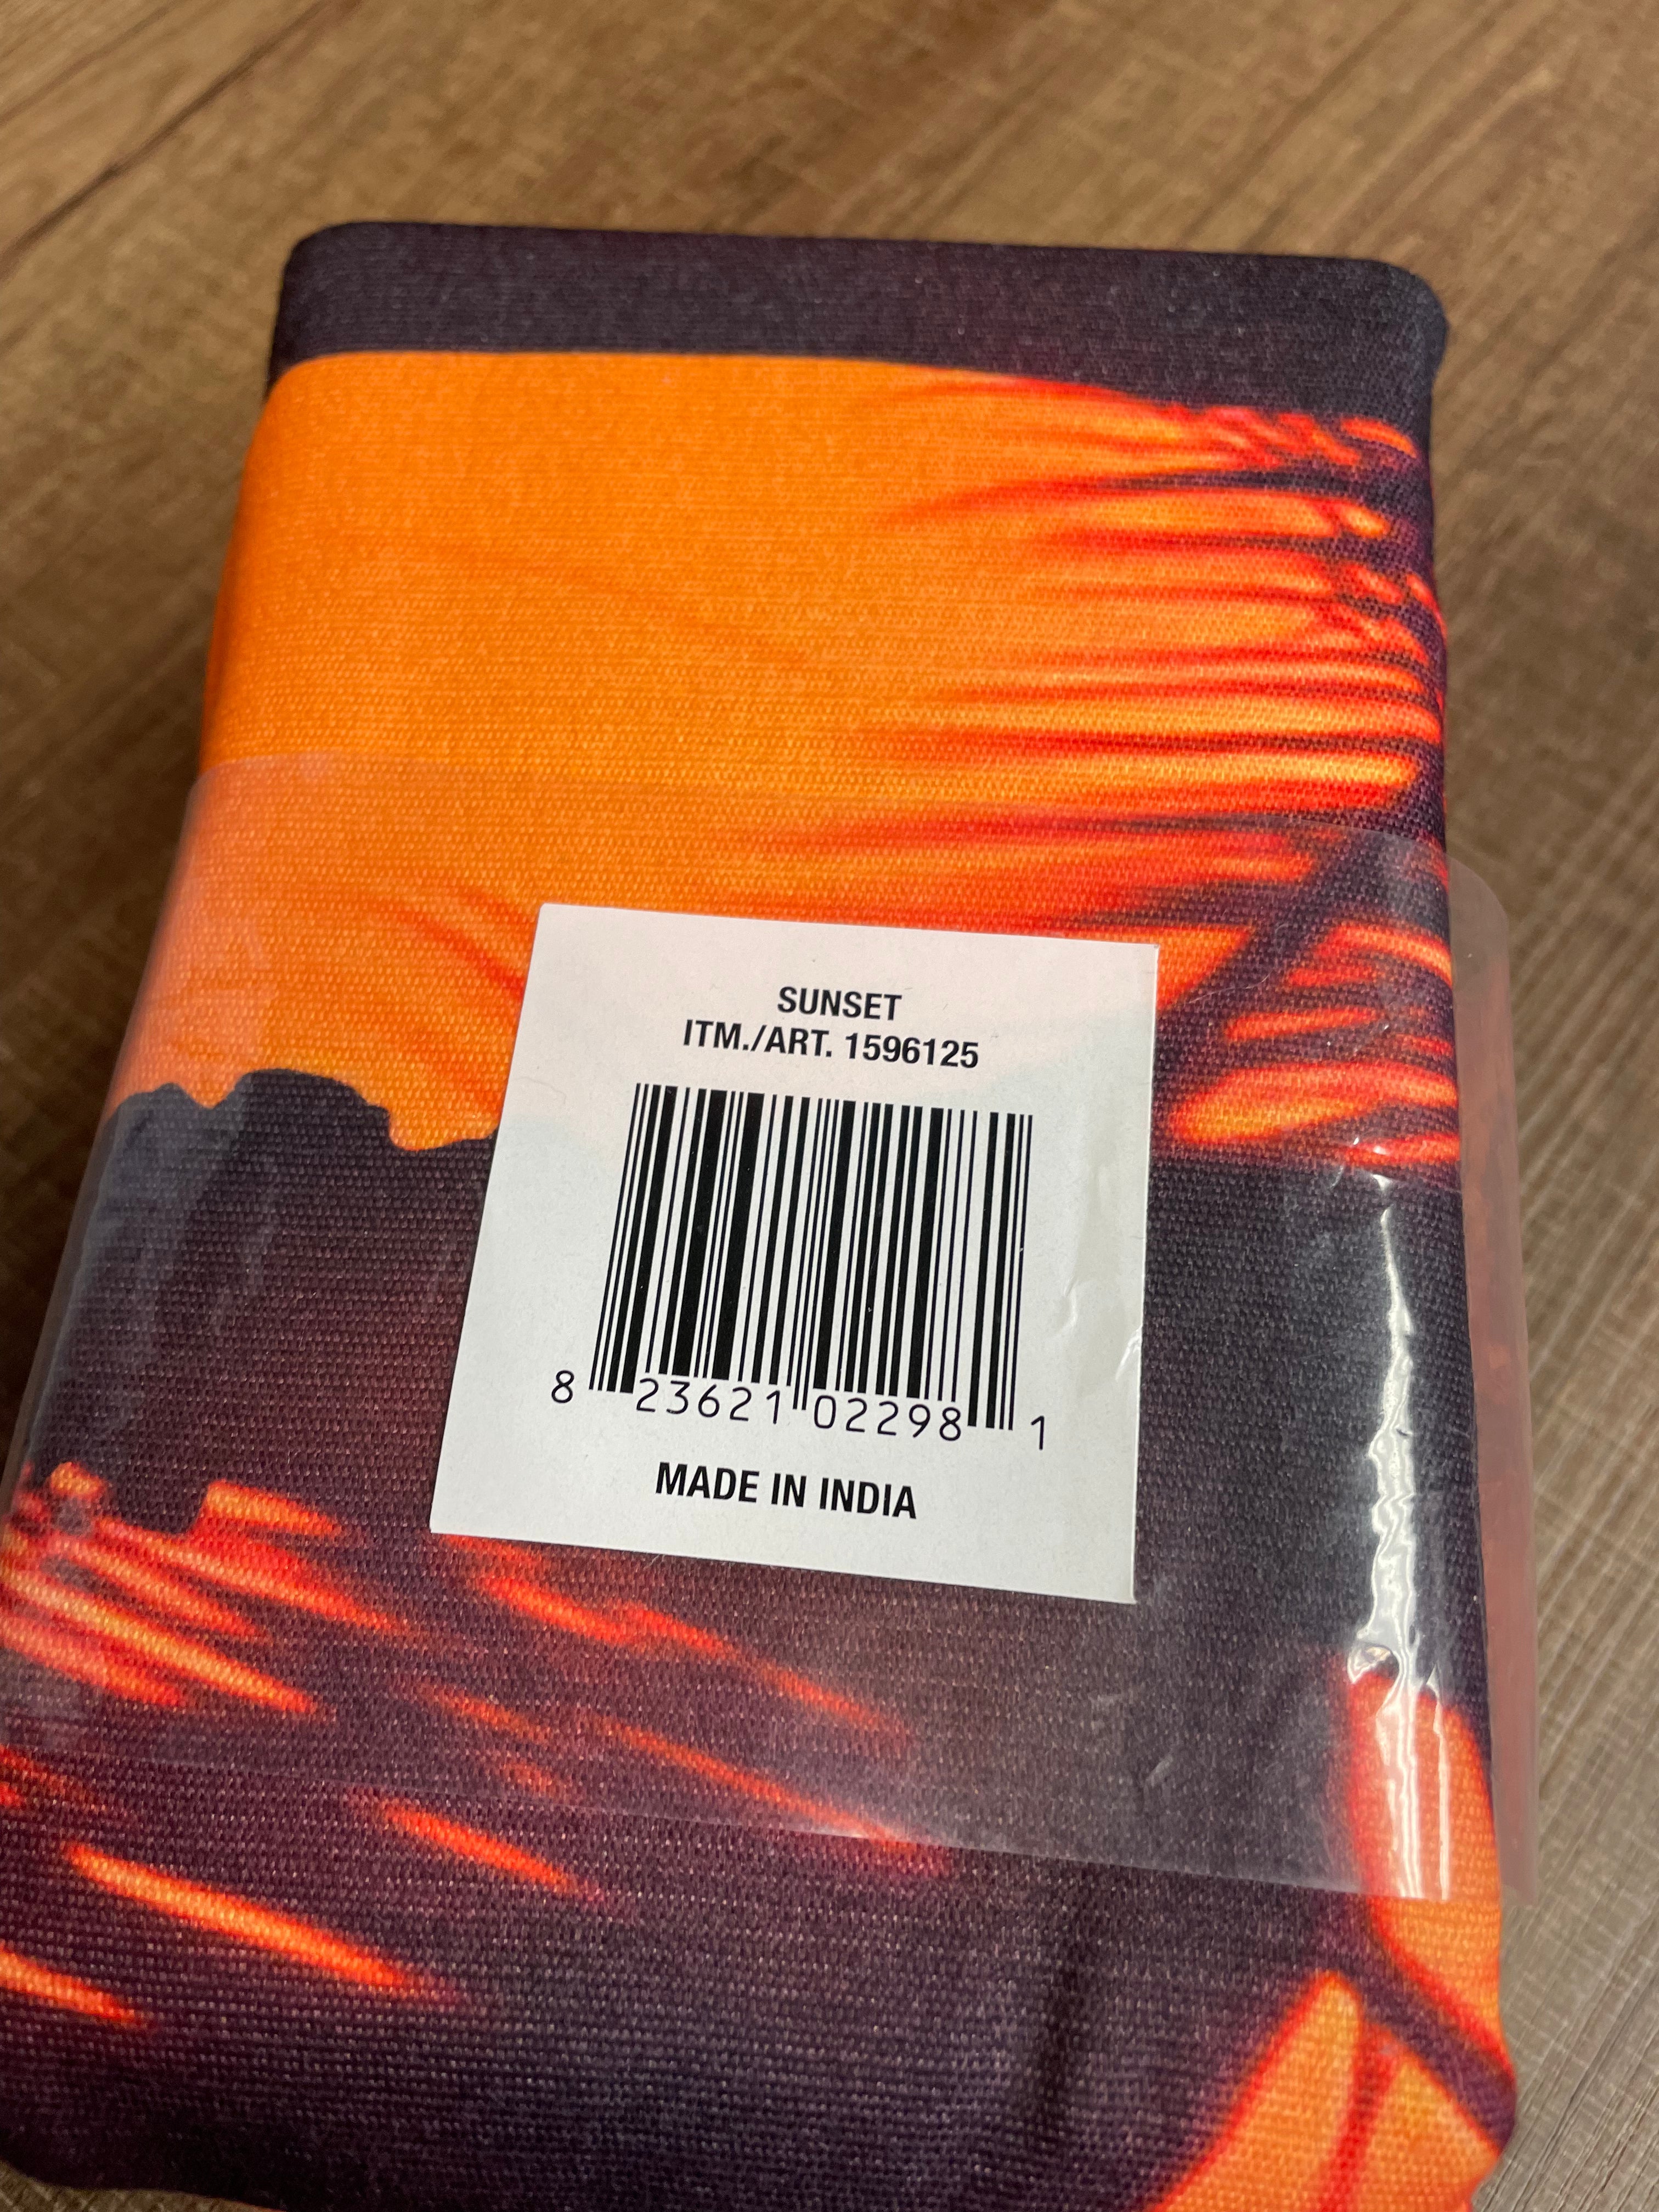 SUNSET
ITM./ART. 1596125
8 23621 02298 1
MADE IN INDIA